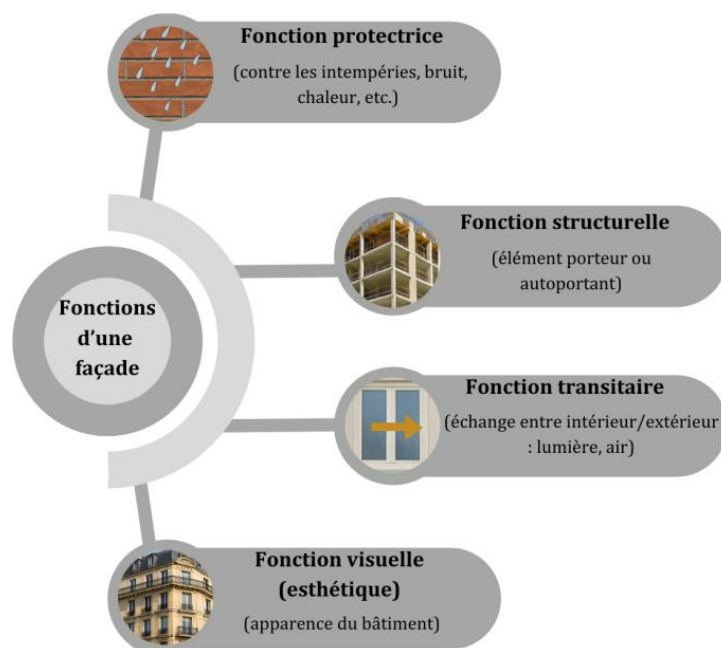 Fonction protectrice
(contre les intempéries, bruit,
chaleur, etc.)
Fonction structurelle
(élément porteur ou
autoportant)
Fonctions
d’une
façade
Fonction transitaire
(échange entre intérieur/extérieur
: lumière, air)
Fonction visuelle
(esthétique)
(apparence du bâtiment)